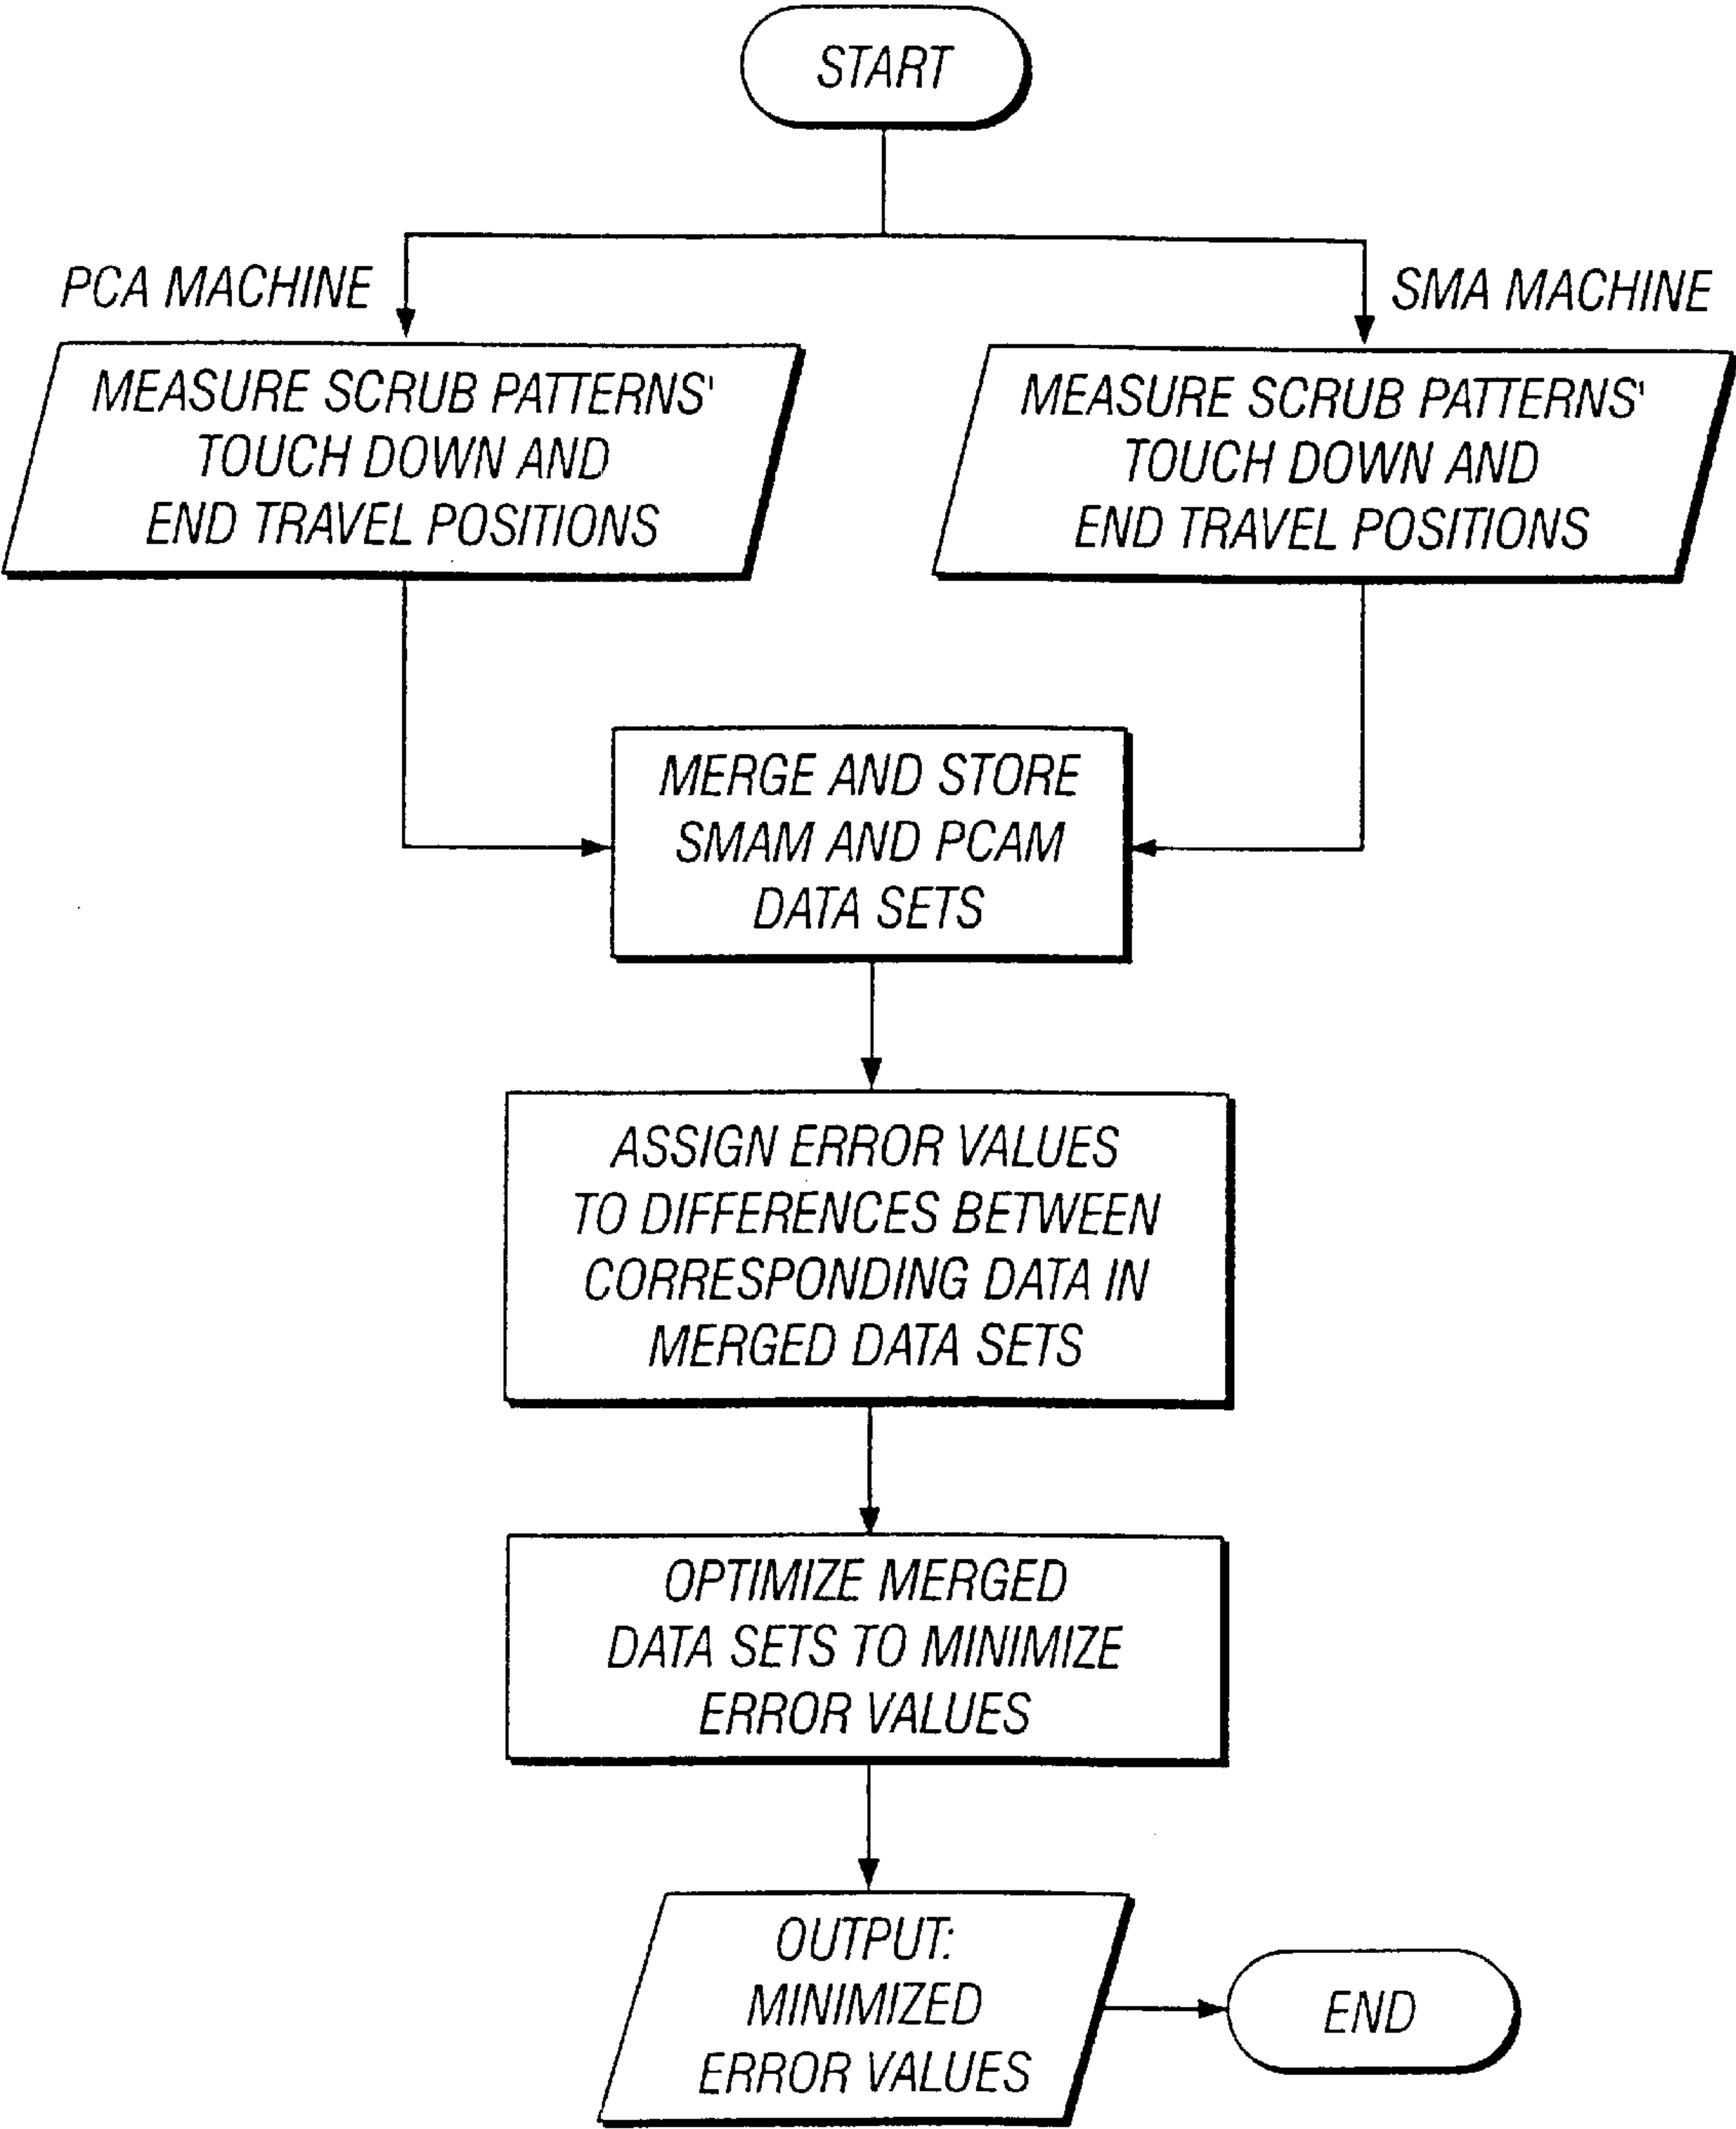 START
PCA MACHINE
SMA MACHINE
MEASURE SCRUB PATTERNS'
TOUCH DOWN AND
END TRAVEL POSITIONS
MEASURE SCRUB PATTERNS'
TOUCH DOWN AND
END TRAVEL POSITIONS
MERGE AND STORE
SMAM AND PCAM
DATA SETS
ASSIGN ERROR VALUES
TO DIFFERENCES BETWEEN
CORRESPONDING DATA IN
MERGED DATA SETS
OPTIMIZE MERGED
DATA SETS TO MINIMIZE
ERROR VALUES
OUTPUT:
MINIMIZED
ERROR VALUES
END